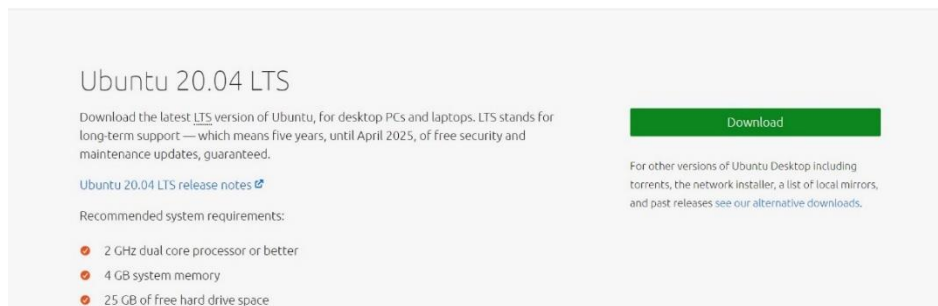 Ubuntu 20.04 LTS
Download the latest LTS version of Ubuntu, for desktop PCs and laptops. LTS stands for
long-term support — which means five years, until April 2025, of free security and
maintenance updates, guaranteed.
Ubuntu 20.04 LTS release notes
Recommended system requirements:
2 GHz dual core processor or better
4 GB system memory
25 GB of free hard drive space
Download
For other versions of Ubuntu Desktop including
torrents, the network installer, a list of local mirrors,
and past releases see our alternative downloads.